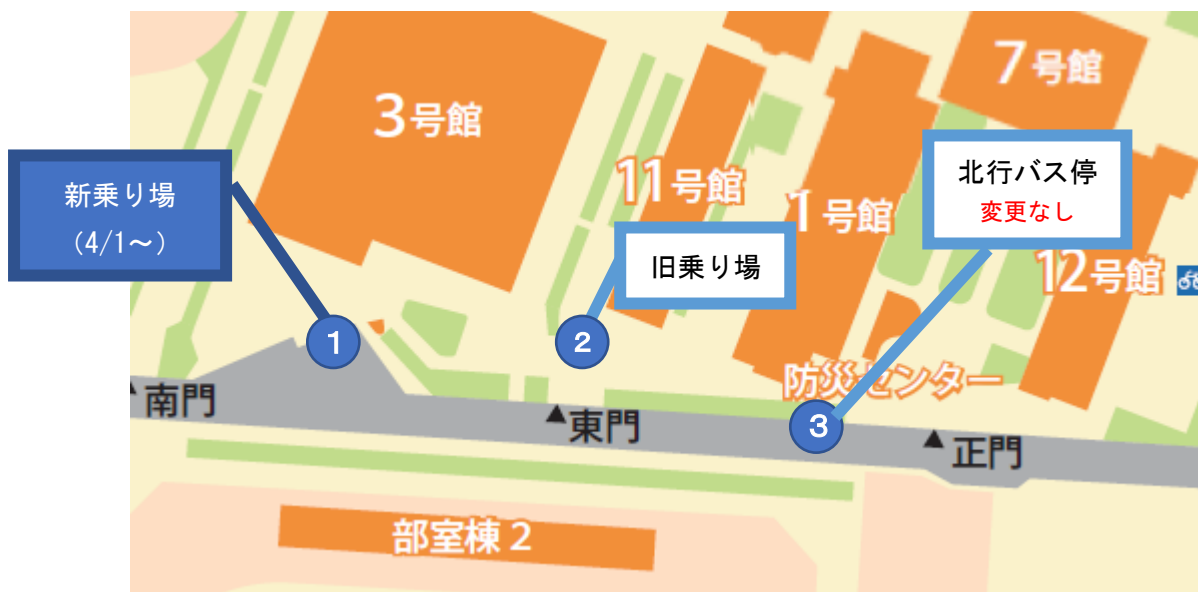 7号館
3号館
新乗り場
(4/1～)
11号館
1号館
北行バス停
変更なし
12号館
旧乗り場
1
2
防災センター
3
▲南門
▲東門
▲正門
部室棟2